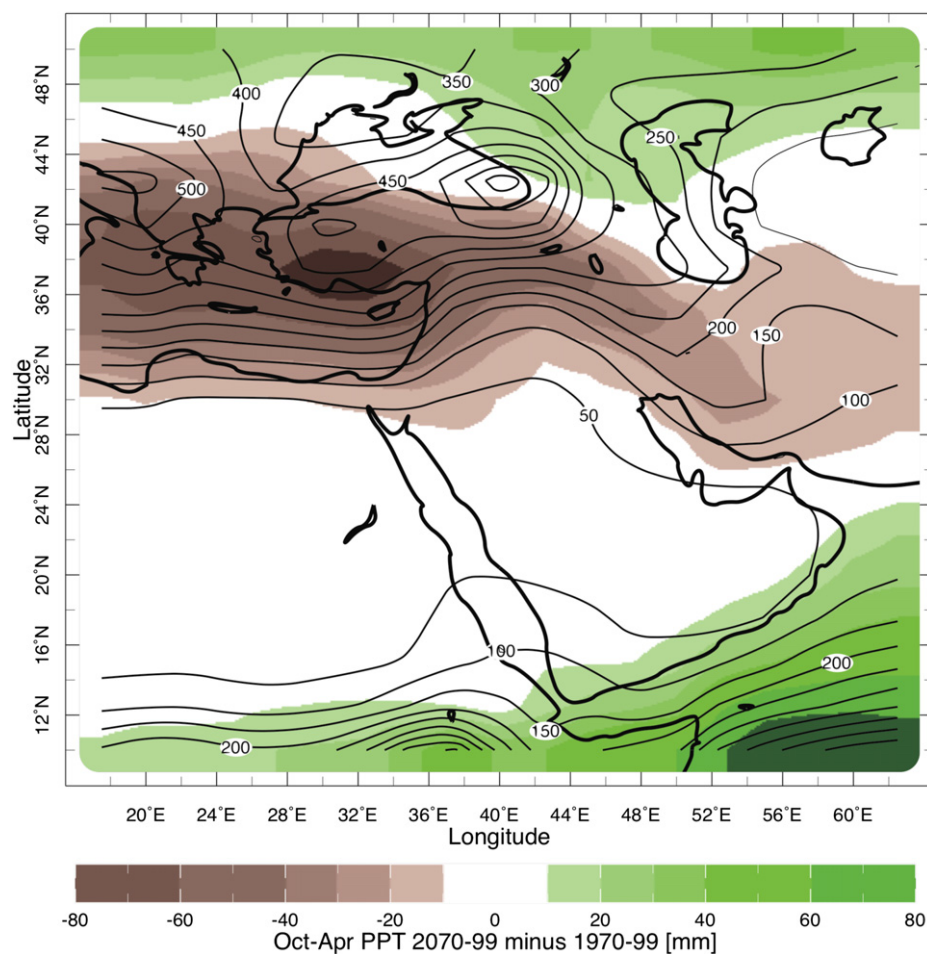 48°N
44°N
40°N
36°N
32°N
28°N
24°N
20°N
16°N
12°N
Latitude
400
350
300
450
250
500
450
200
150
100
50
100
200
150
200
20°E 24°E 28°E 32°E 36°E 40°E 44°E 48°E 52°E 56°E 60°E
Longitude
-80 -60 -40 -20 0 20 40 60 80
Oct-Apr PPT 2070-99 minus 1970-99 [mm]